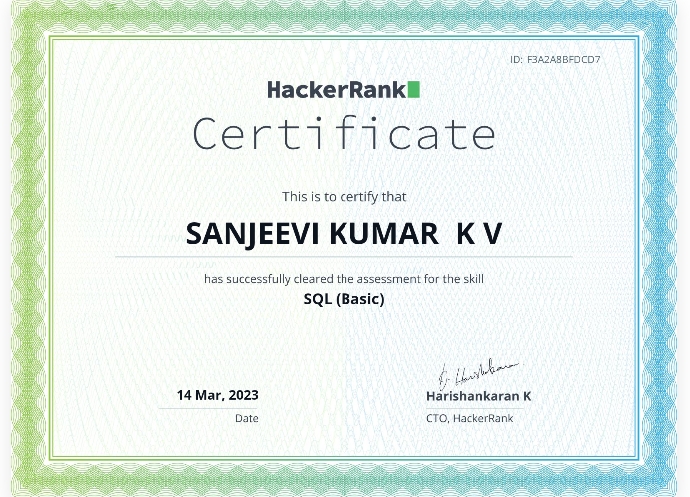 ID: F3A2A8BFDCD7
HackerRank
Certificate
This is to certify that
SANJEEVI KUMAR K V
has successfully cleared the assessment for the skill
SQL (Basic)
14 Mar, 2023
Date
Harishankaran
Harishankaran K
CTO, HackerRank